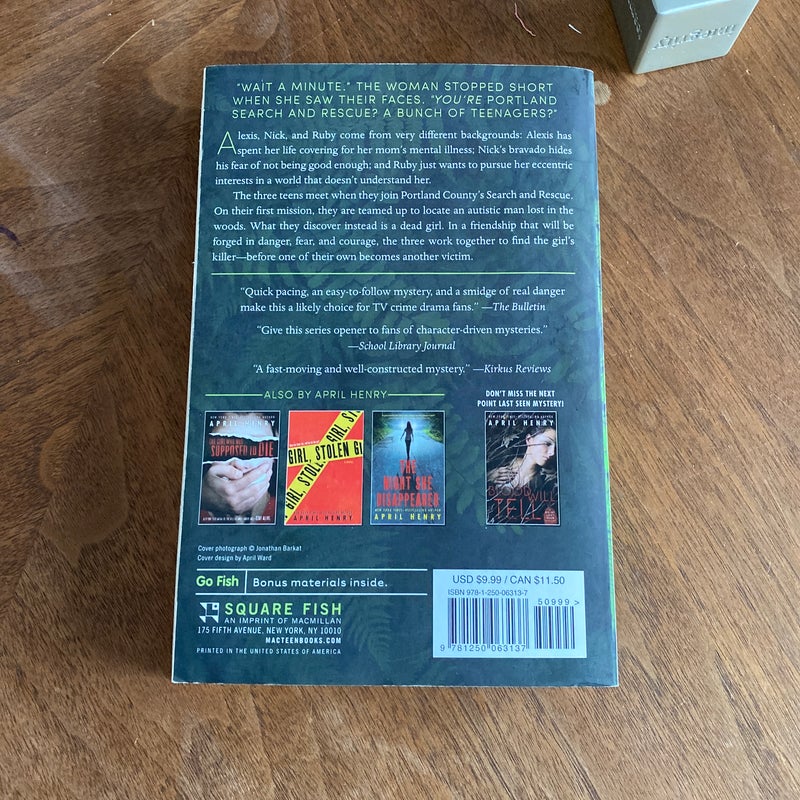 integrity
"WAIT A MINUTE." THE WOMAN STOPPED SHORT
WHEN SHE SAW THEIR FACES. "YOU'RE PORTLAND
SEARCH AND RESCUE? A BUNCH OF TEENAGERS?"
Alexis, Nick, and Ruby come from very different backgrounds: Alexis has
spent her life covering for her mom's mental illness; Nick's bravado hides
his fear of not being good enough; and Ruby just wants to pursue her eccentric
interests in a world that doesn't understand her.
The three teens meet when they join Portland County's Search and Rescue.
On their first mission, they are teamed up to locate an autistic man lost in the
woods. What they discover instead is a dead girl. In a friendship that will be
forged in danger, fear, and courage, the three work together to find the girl's
killer—before one of their own becomes another victim.
"Quick pacing, an easy-to-follow mystery, and a smidge of real danger
make this a likely choice for TV crime drama fans." —The Bulletin
"Give this series opener to fans of character-driven mysteries."
—School Library Journal
"A fast-moving and well-constructed mystery." —Kirkus Reviews
ALSO BY APRIL HENRY
DON'T MISS THE NEXT
POINT LAST SEEN MYSTERY!
APRIL HENRY
THE GIRL WHO WAS
SUPPOSED TO DIE
GIRL, ST
GIRL, STOLEN GI
GIRL, STOL
APRIL HENRY
THE
NIGHT SHE
DISAPPEARED
APRIL HENRY
APRIL HENRY
BLOOD WILL
TELL
Cover photograph © Jonathan Barkat
Cover design by April Ward
Go Fish Bonus materials inside.
SQUARE FISH
AN IMPRINT OF MACMILLAN
175 FIFTH AVENUE, NEW YORK, NY 10010
MACTEENBOOKS.COM
PRINTED IN THE UNITED STATES OF AMERICA
USD $9.99 / CAN $11.50
ISBN 978-1-250-06313-7
50999>
9 781250 063137